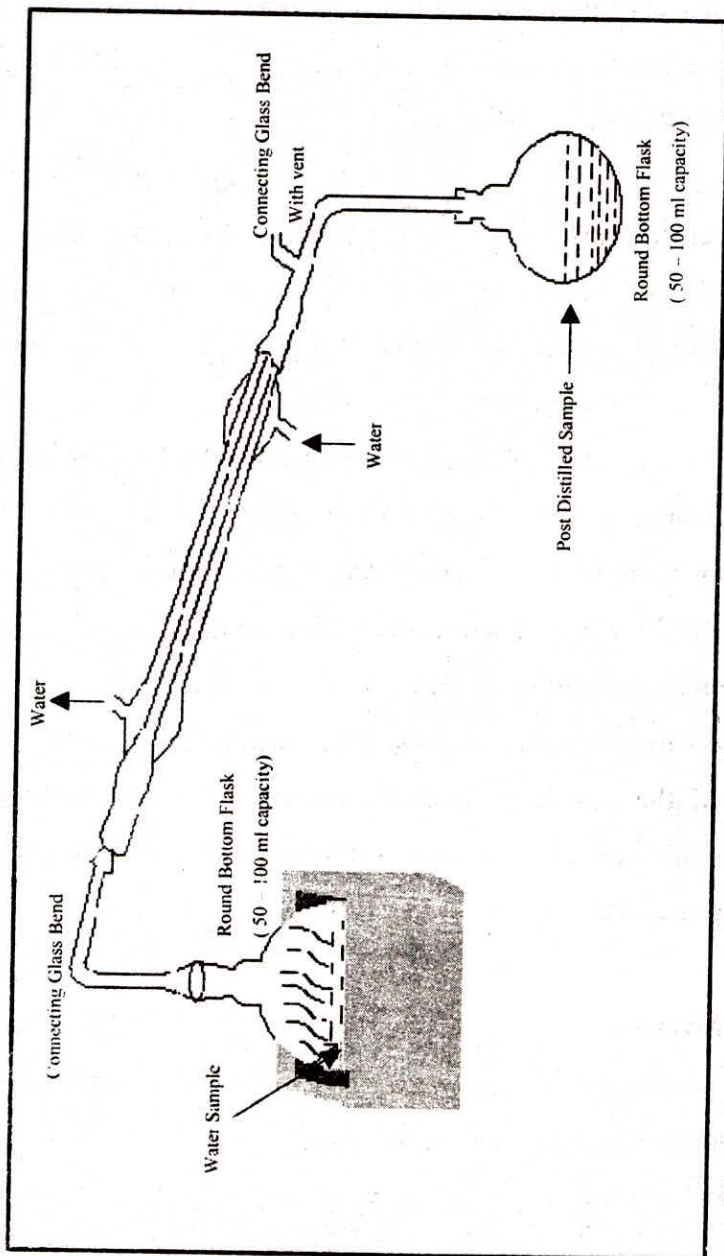 Connecting Glass Bend
Water
Connecting Glass Bend
With vent
Round Bottom Flask
( 50 – 100 ml capacity)
Water Sample
Water
Post Distilled Sample
Round Bottom Flask
( 50 – 100 ml capacity)